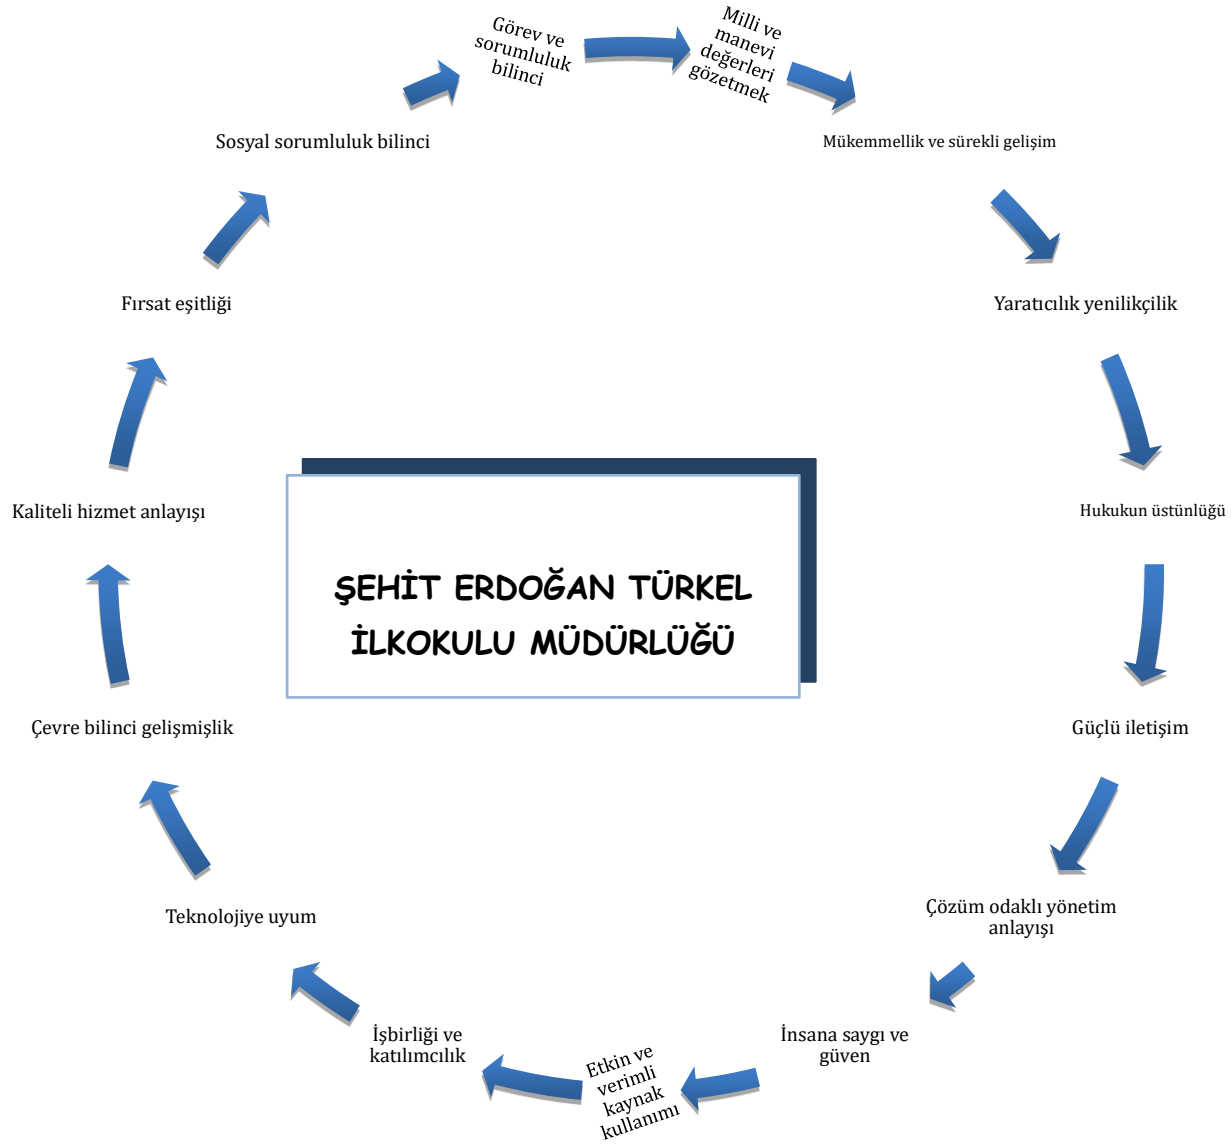 Görev ve
sorumluluk
bilinci
Milli ve
manevi
değerleri
gözetmek
Mükemmellik ve sürekli gelişim
Yaratıcılık yenilikçilik
Hukukun üstünlüğü
Güçlü iletişim
Çözüm odaklı yönetim
anlayışı
İnsana saygı ve
güven
Etkin ve
verimli
kaynak
kullanımı
İşbirliği ve
katılımcılık
Teknolojiye uyum
Çevre bilinci gelişmişlik
Kaliteli hizmet anlayışı
Fırsat eşitliği
Sosyal sorumluluk bilinci
ŞEHİT ERDOĞAN TÜRKEL
İLKOKULU MÜDÜRLÜĞÜ